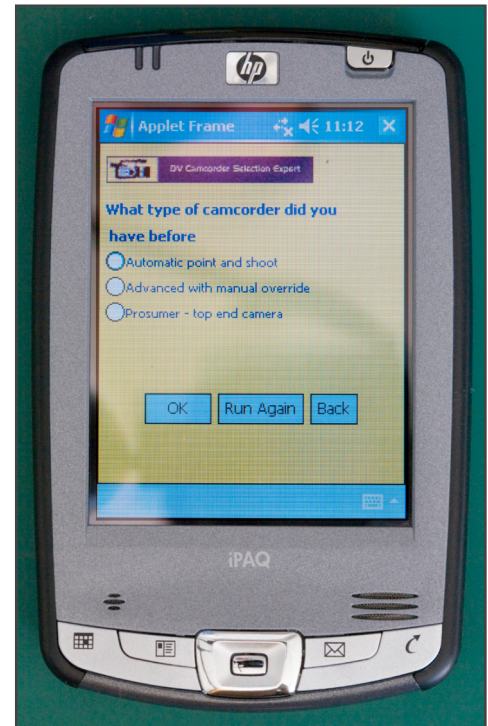 hp
Applet Frame 11:12
DV Camcorder Selection Expert
What type of camcorder did you
have before
Automatic point and shoot
Advanced with manual override
Prosumer - top end camera
OK Run Again Back
iPAQ